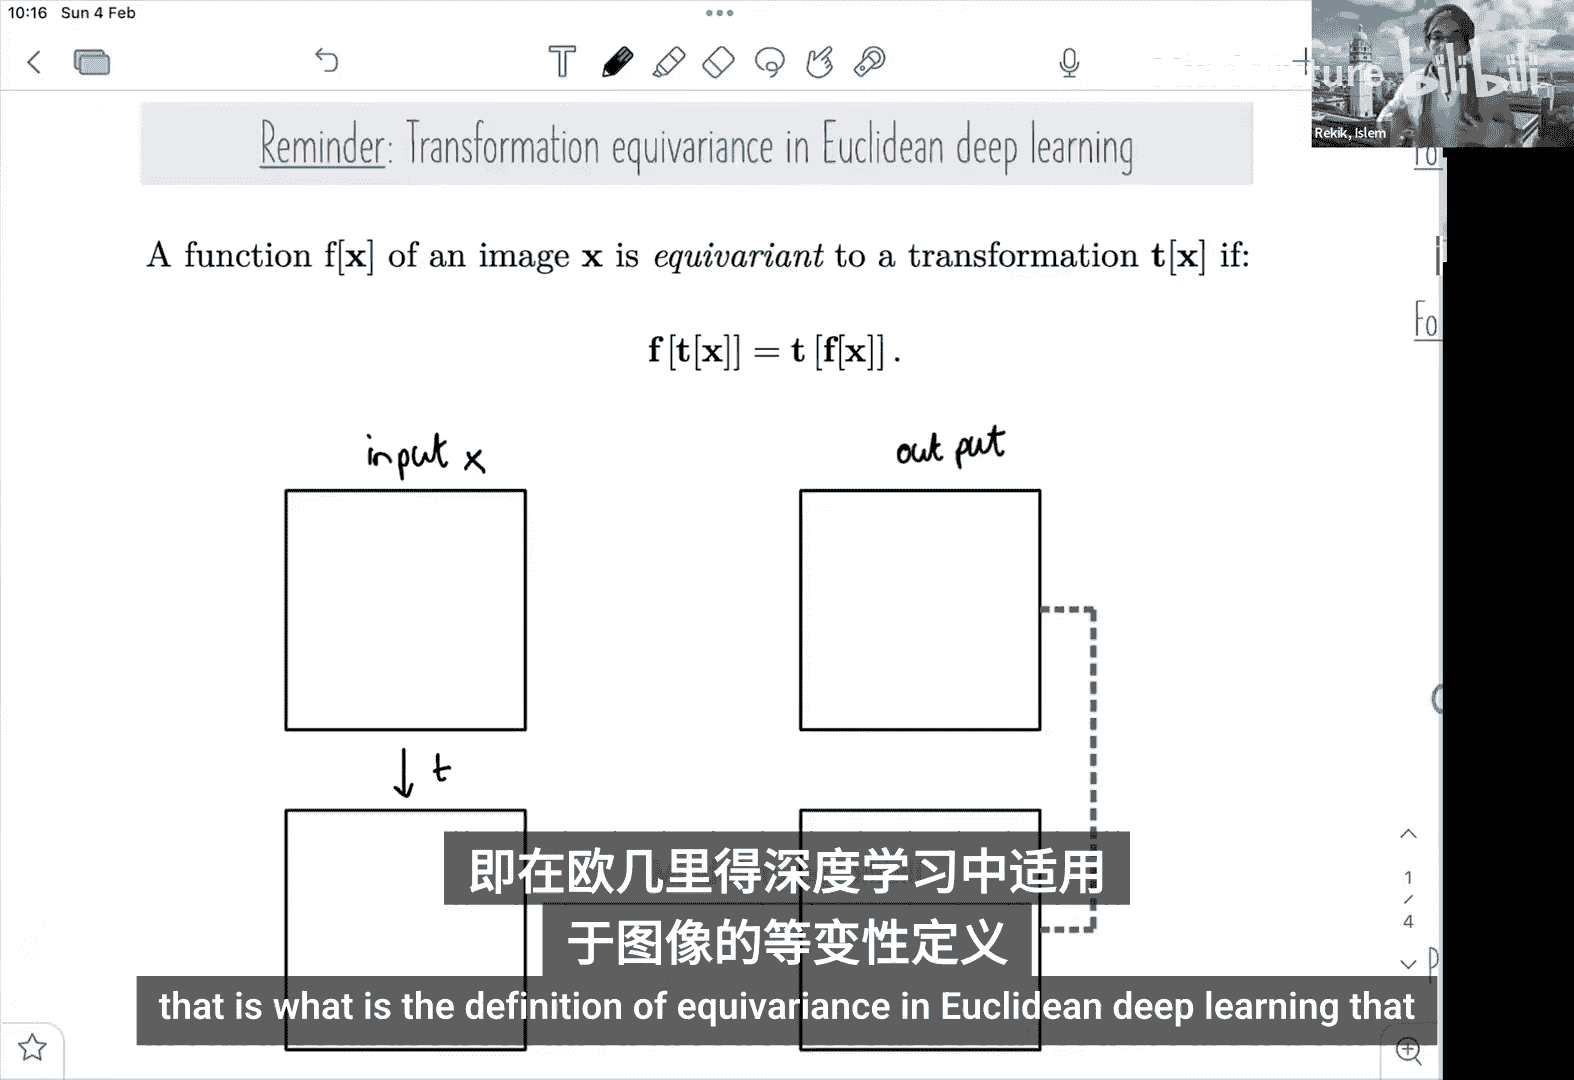 10:16 Sun 4 Feb
T
ture bilibili
Rekik, Islem
Reminder: Transformation equivariance in Euclidean deep learning
A function f[x] of an image x is equivariant to a transformation t[x] if:
f[t[x]] = t[f[x]].
Fo
input x
output
t
即在欧几里得深度学习中适用
于图像的等变性定义
that is what is the definition of equivariance in Euclidean deep learning that
1
/
4